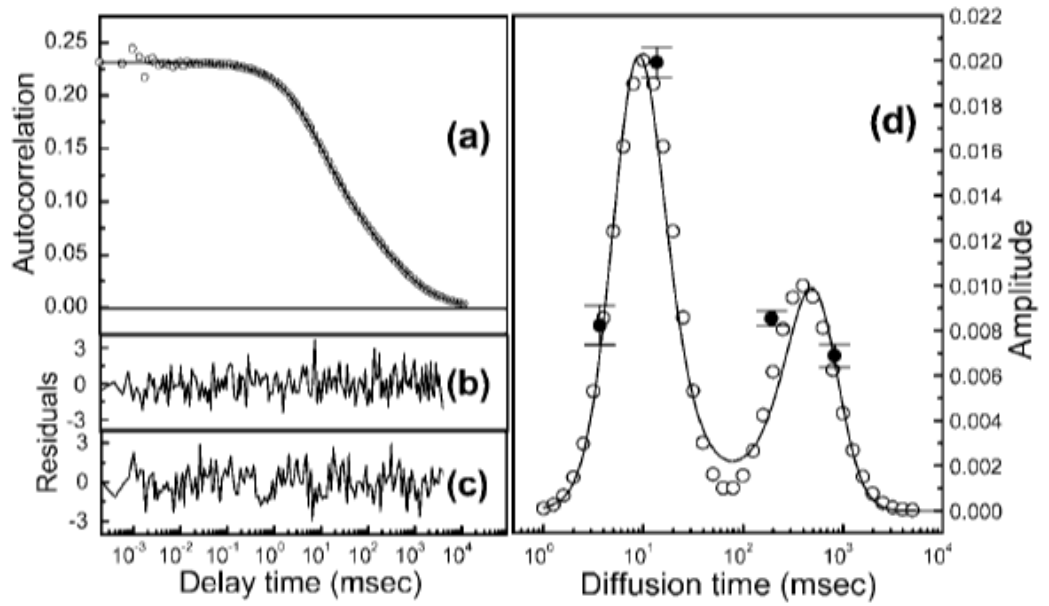 0.25
0.20
0.15
0.10
0.05
0.00
Autocorrelation
(a)
3
0
-3
(b)
3
0
-3
(c)
Residuals
10⁻³ 10⁻² 10⁻¹ 10⁰ 10¹ 10² 10³ 10⁴
Delay time (msec)
(d)
0.022
0.020
0.018
0.016
0.014
0.012
0.010
0.008
0.006
0.004
0.002
0.000
Amplitude
10⁰ 10¹ 10² 10³ 10⁴
Diffusion time (msec)